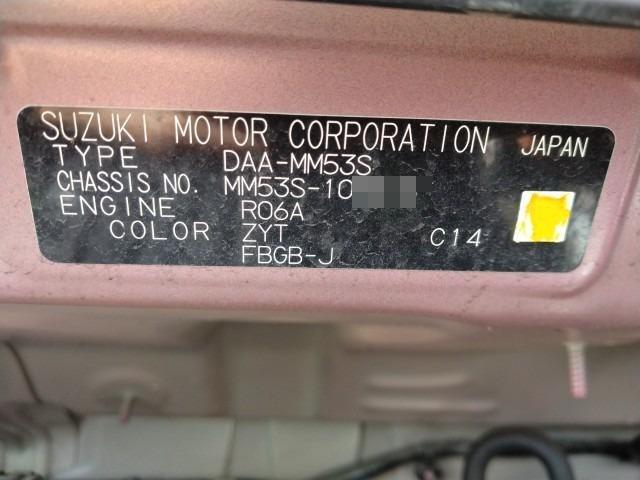 SUZUKI MOTOR CORPORATION JAPAN
TYPE DAA-MM53S
CHASSIS NO. MM53S-10
ENGINE R06A
COLOR ZYT C14
FBGB-J